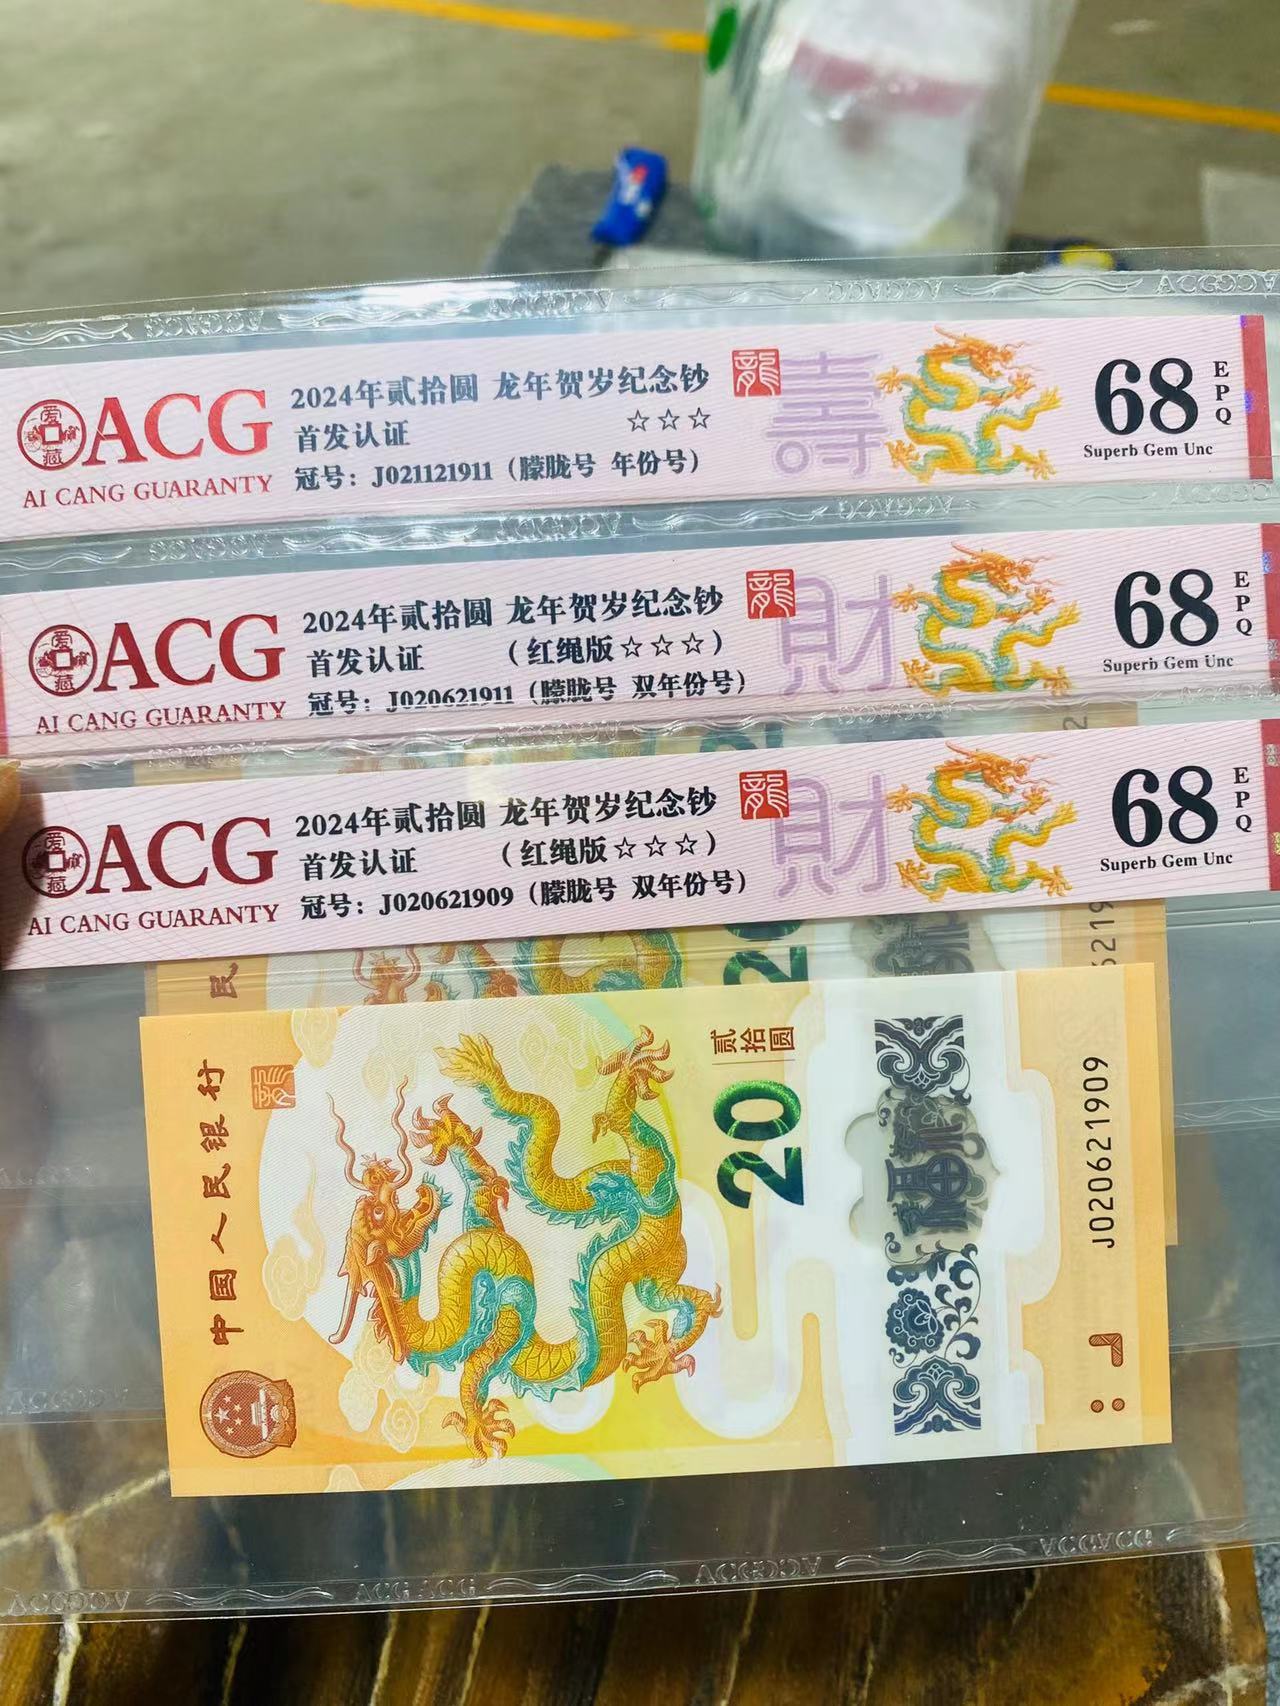 ACG
AI CANG GUARANTY
2024年贰拾圆 龙年贺岁纪念钞
首发认证 ☆☆☆
冠号：J021121911（朦胧号 年份号）
龍
壽
68
EPQ
Superb Gem Unc
ACG
AI CANG GUARANTY
2024年贰拾圆 龙年贺岁纪念钞
首发认证 （红绳版☆☆☆）
冠号：J020621911（朦胧号 双年份号）
龍
財
68
EPQ
Superb Gem Unc
ACG
AI CANG GUARANTY
2024年贰拾圆 龙年贺岁纪念钞
首发认证 （红绳版☆☆☆）
冠号：J020621909（朦胧号 双年份号）
龍
財
68
EPQ
Superb Gem Unc
中国人民银行
贰拾圆
20
福
J020621909